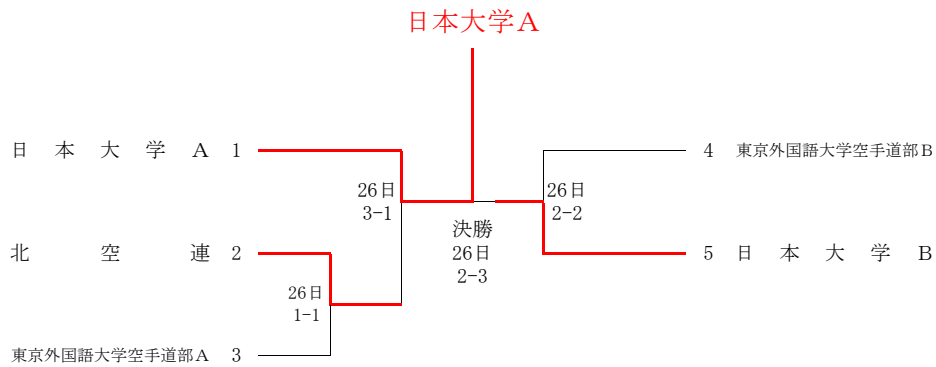 日本大学A
日本大学A 1
4 東京外国語大学空手道部B
26日
3-1
26日
2-2
決勝
26日
2-3
北空連 2
5 日本大学B
26日
1-1
東京外国語大学空手道部A 3